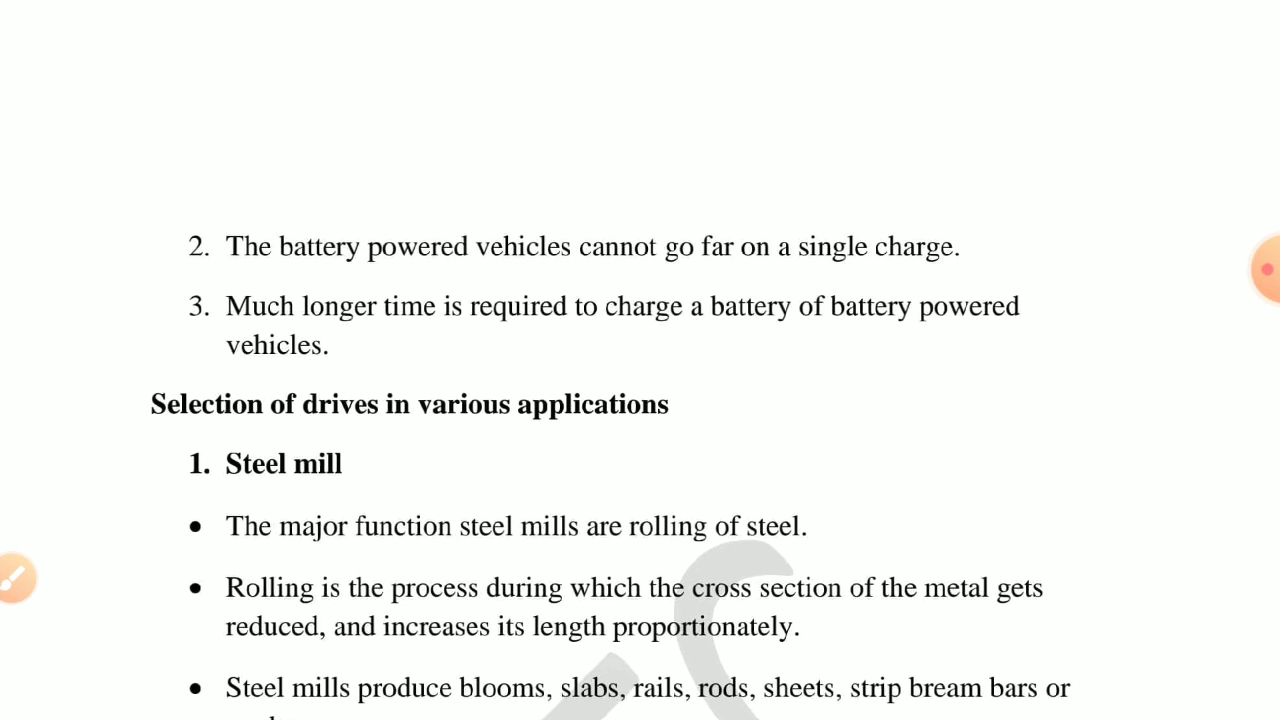 2. The battery powered vehicles cannot go far on a single charge.
3. Much longer time is required to charge a battery of battery powered
vehicles.
Selection of drives in various applications
1. Steel mill
• The major function steel mills are rolling of steel.
• Rolling is the process during which the cross section of the metal gets
reduced, and increases its length proportionately.
• Steel mills produce blooms, slabs, rails, rods, sheets, strip bream bars or